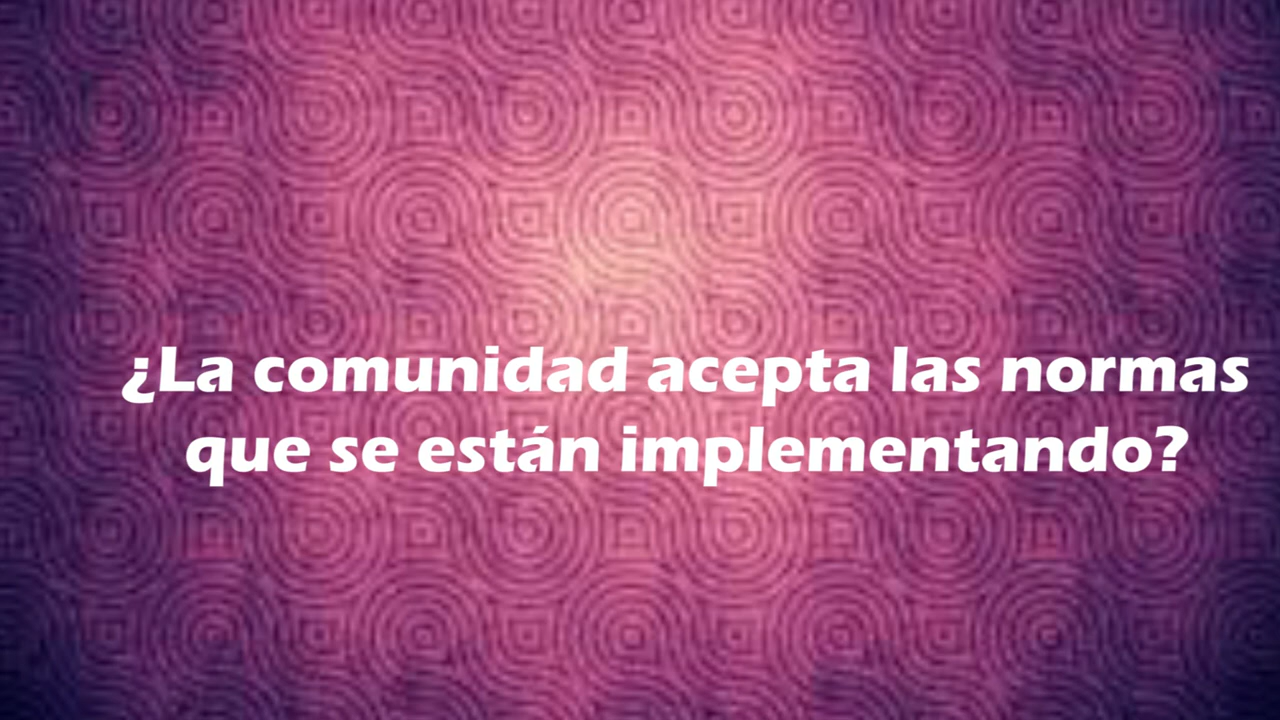 ¿La comunidad acepta las normas
que se están implementando?